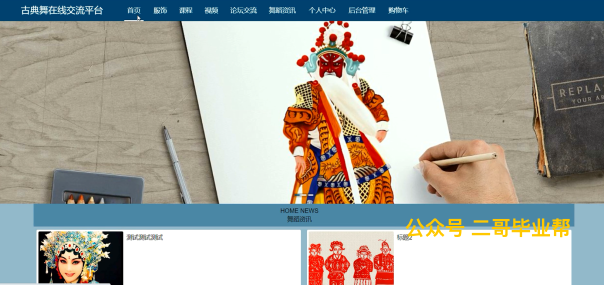 古典舞在线交流平台 首页 服饰 课程 视频 论坛交流 舞蹈资讯 个人中心 后台管理 购物车
REPLA
YOUR AR
HOME NEWS
舞蹈资讯
公众号 二哥毕业帮
测试测试测试 标题2